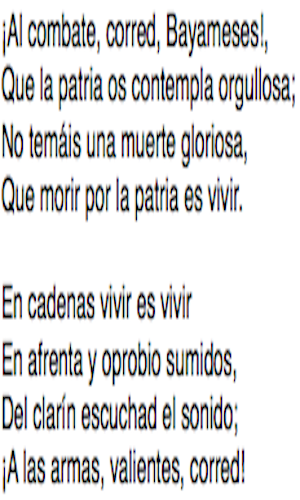 ¡Al combate, corred, Bayameses!,
Que la patria os contempla orgullosa;
No temáis una muerte gloriosa,
Que morir por la patria es vivir.

En cadenas vivir es vivir
En afrenta y oprobio sumidos,
Del clarín escuchad el sonido;
¡A las armas, valientes, corred!